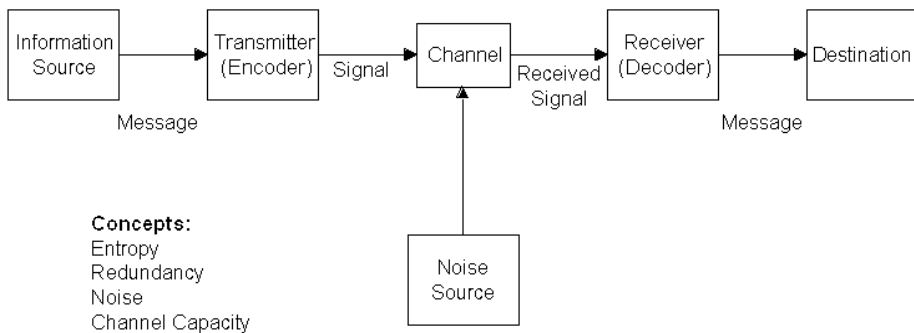 Information
Source
Message
Transmitter
(Encoder)
Signal
Channel
Received
Signal
Receiver
(Decoder)
Message
Destination
Noise
Source
Concepts:
Entropy
Redundancy
Noise
Channel Capacity